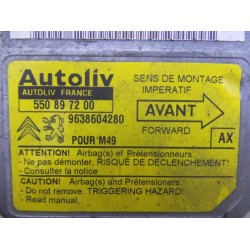 Autoliv
AUTOLIV FRANCE
550 89 72 00
9638604280
POUR M49
SENS DE MONTAGE
IMPERATIF
AVANT
FORWARD
AX
ATTENTION! Airbag(s) et Prétensionneurs.
- Ne pas démonter. RISQUE DE DECLENCHEMENT!
- Consulter la notice
CAUTION! Airbag(s) and Pretensioners.
- Do not remove. TRIGGERING HAZARD!
- Read manual.